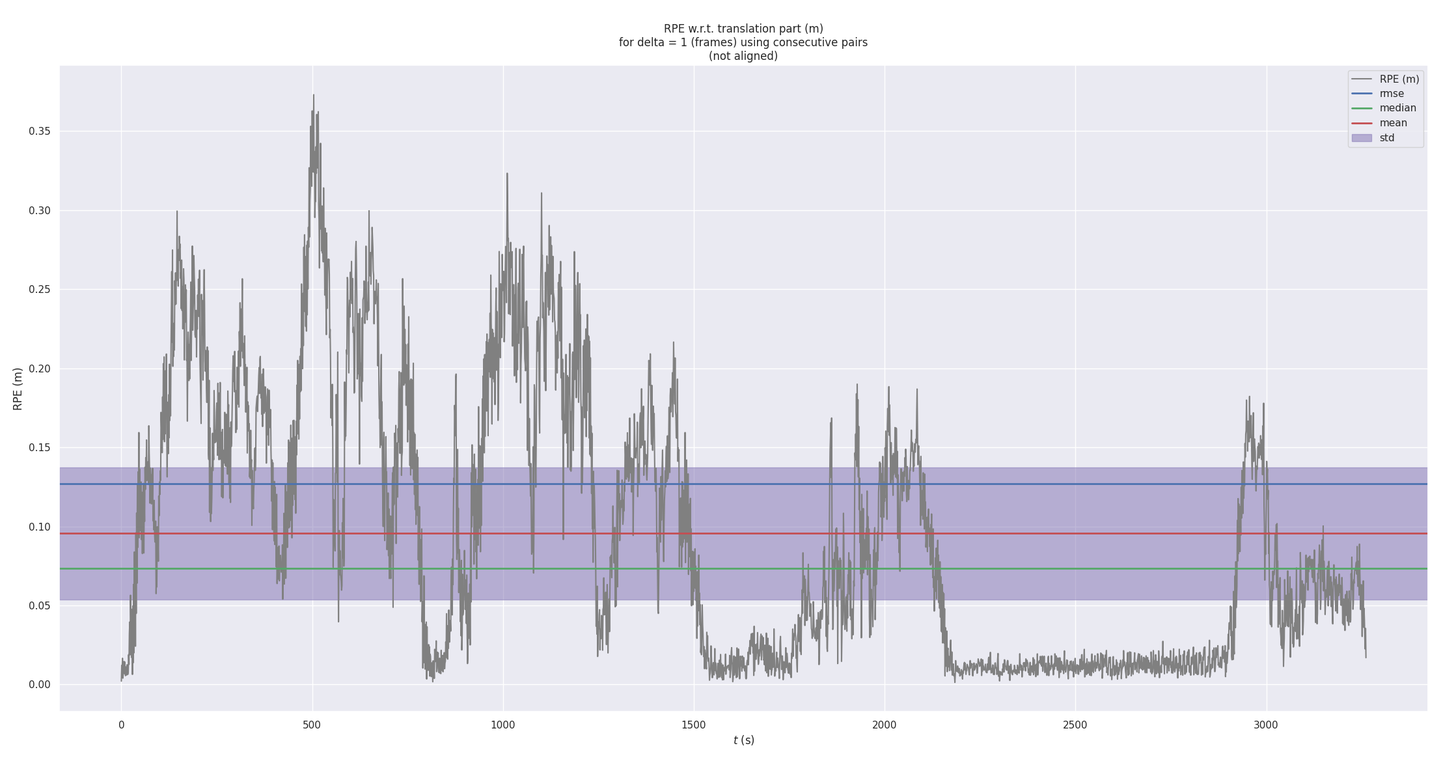 RPE w.r.t. translation part (m)
for delta = 1 (frames) using consecutive pairs
(not aligned)
RPE (m)
rmse
median
mean
std
RPE (m)
0.35
0.30
0.25
0.20
0.15
0.10
0.05
0.00
0
500
1000
1500
2000
2500
3000
t (s)